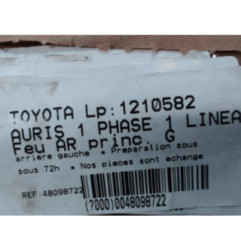 TOYOTA Lp:1210582
AURIS 1 PHASE 1 LINEA
Feu AR princ. G
arriere gauche * Preparation sous
sous 72h * Nos pieces sont echange
REF:48098722
(7000)0048098722